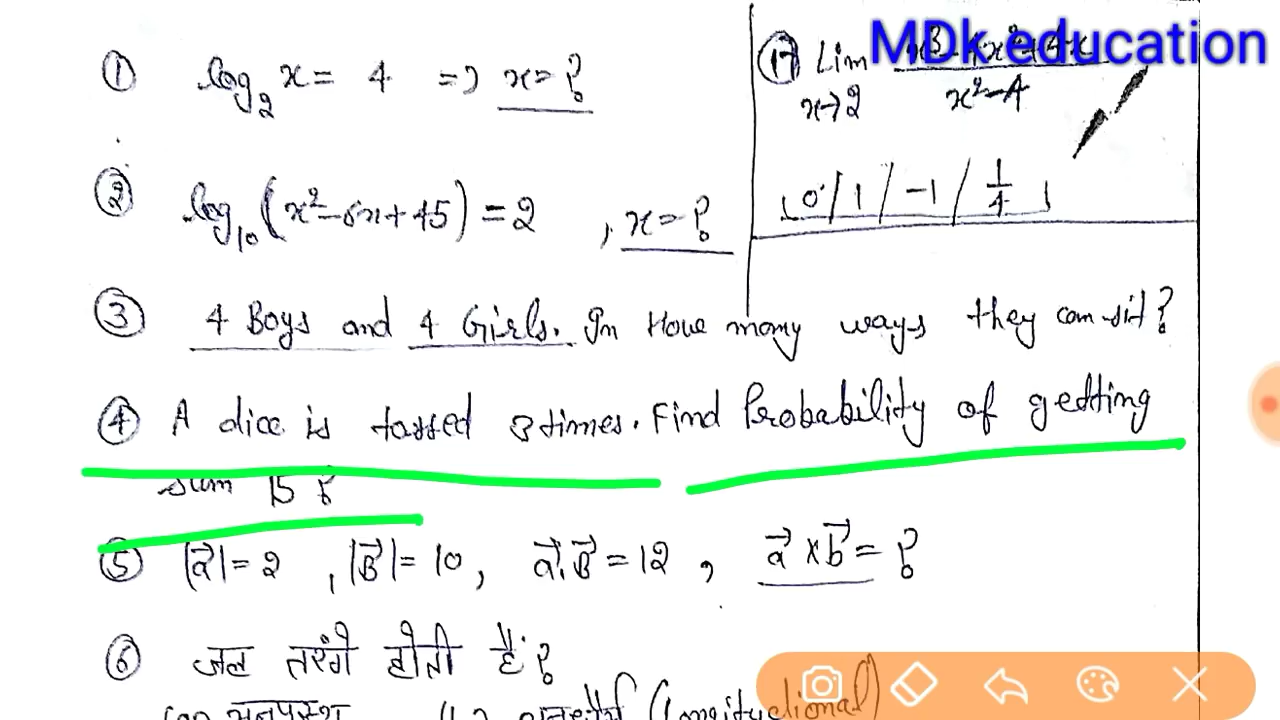 MDk education
① log₂ x = 4 => x = ?
② log₁₀ (x² - 6x + 45) = 2 , x = ?
⑰ Lim x→2
x² - 4
0 / 1 / -1 / 1/4
③ 4 Boys and 4 Girls. In How many ways they can sit ?
④ A dice is tossed 3 times. Find Probability of getting
sum 15 ?
⑤ |a⃗| = 2 , |b⃗| = 10 , a⃗.b⃗ = 12 , a⃗ × b⃗ = ?
⑥ जल तरंगे होती है ?
(Longitudional)